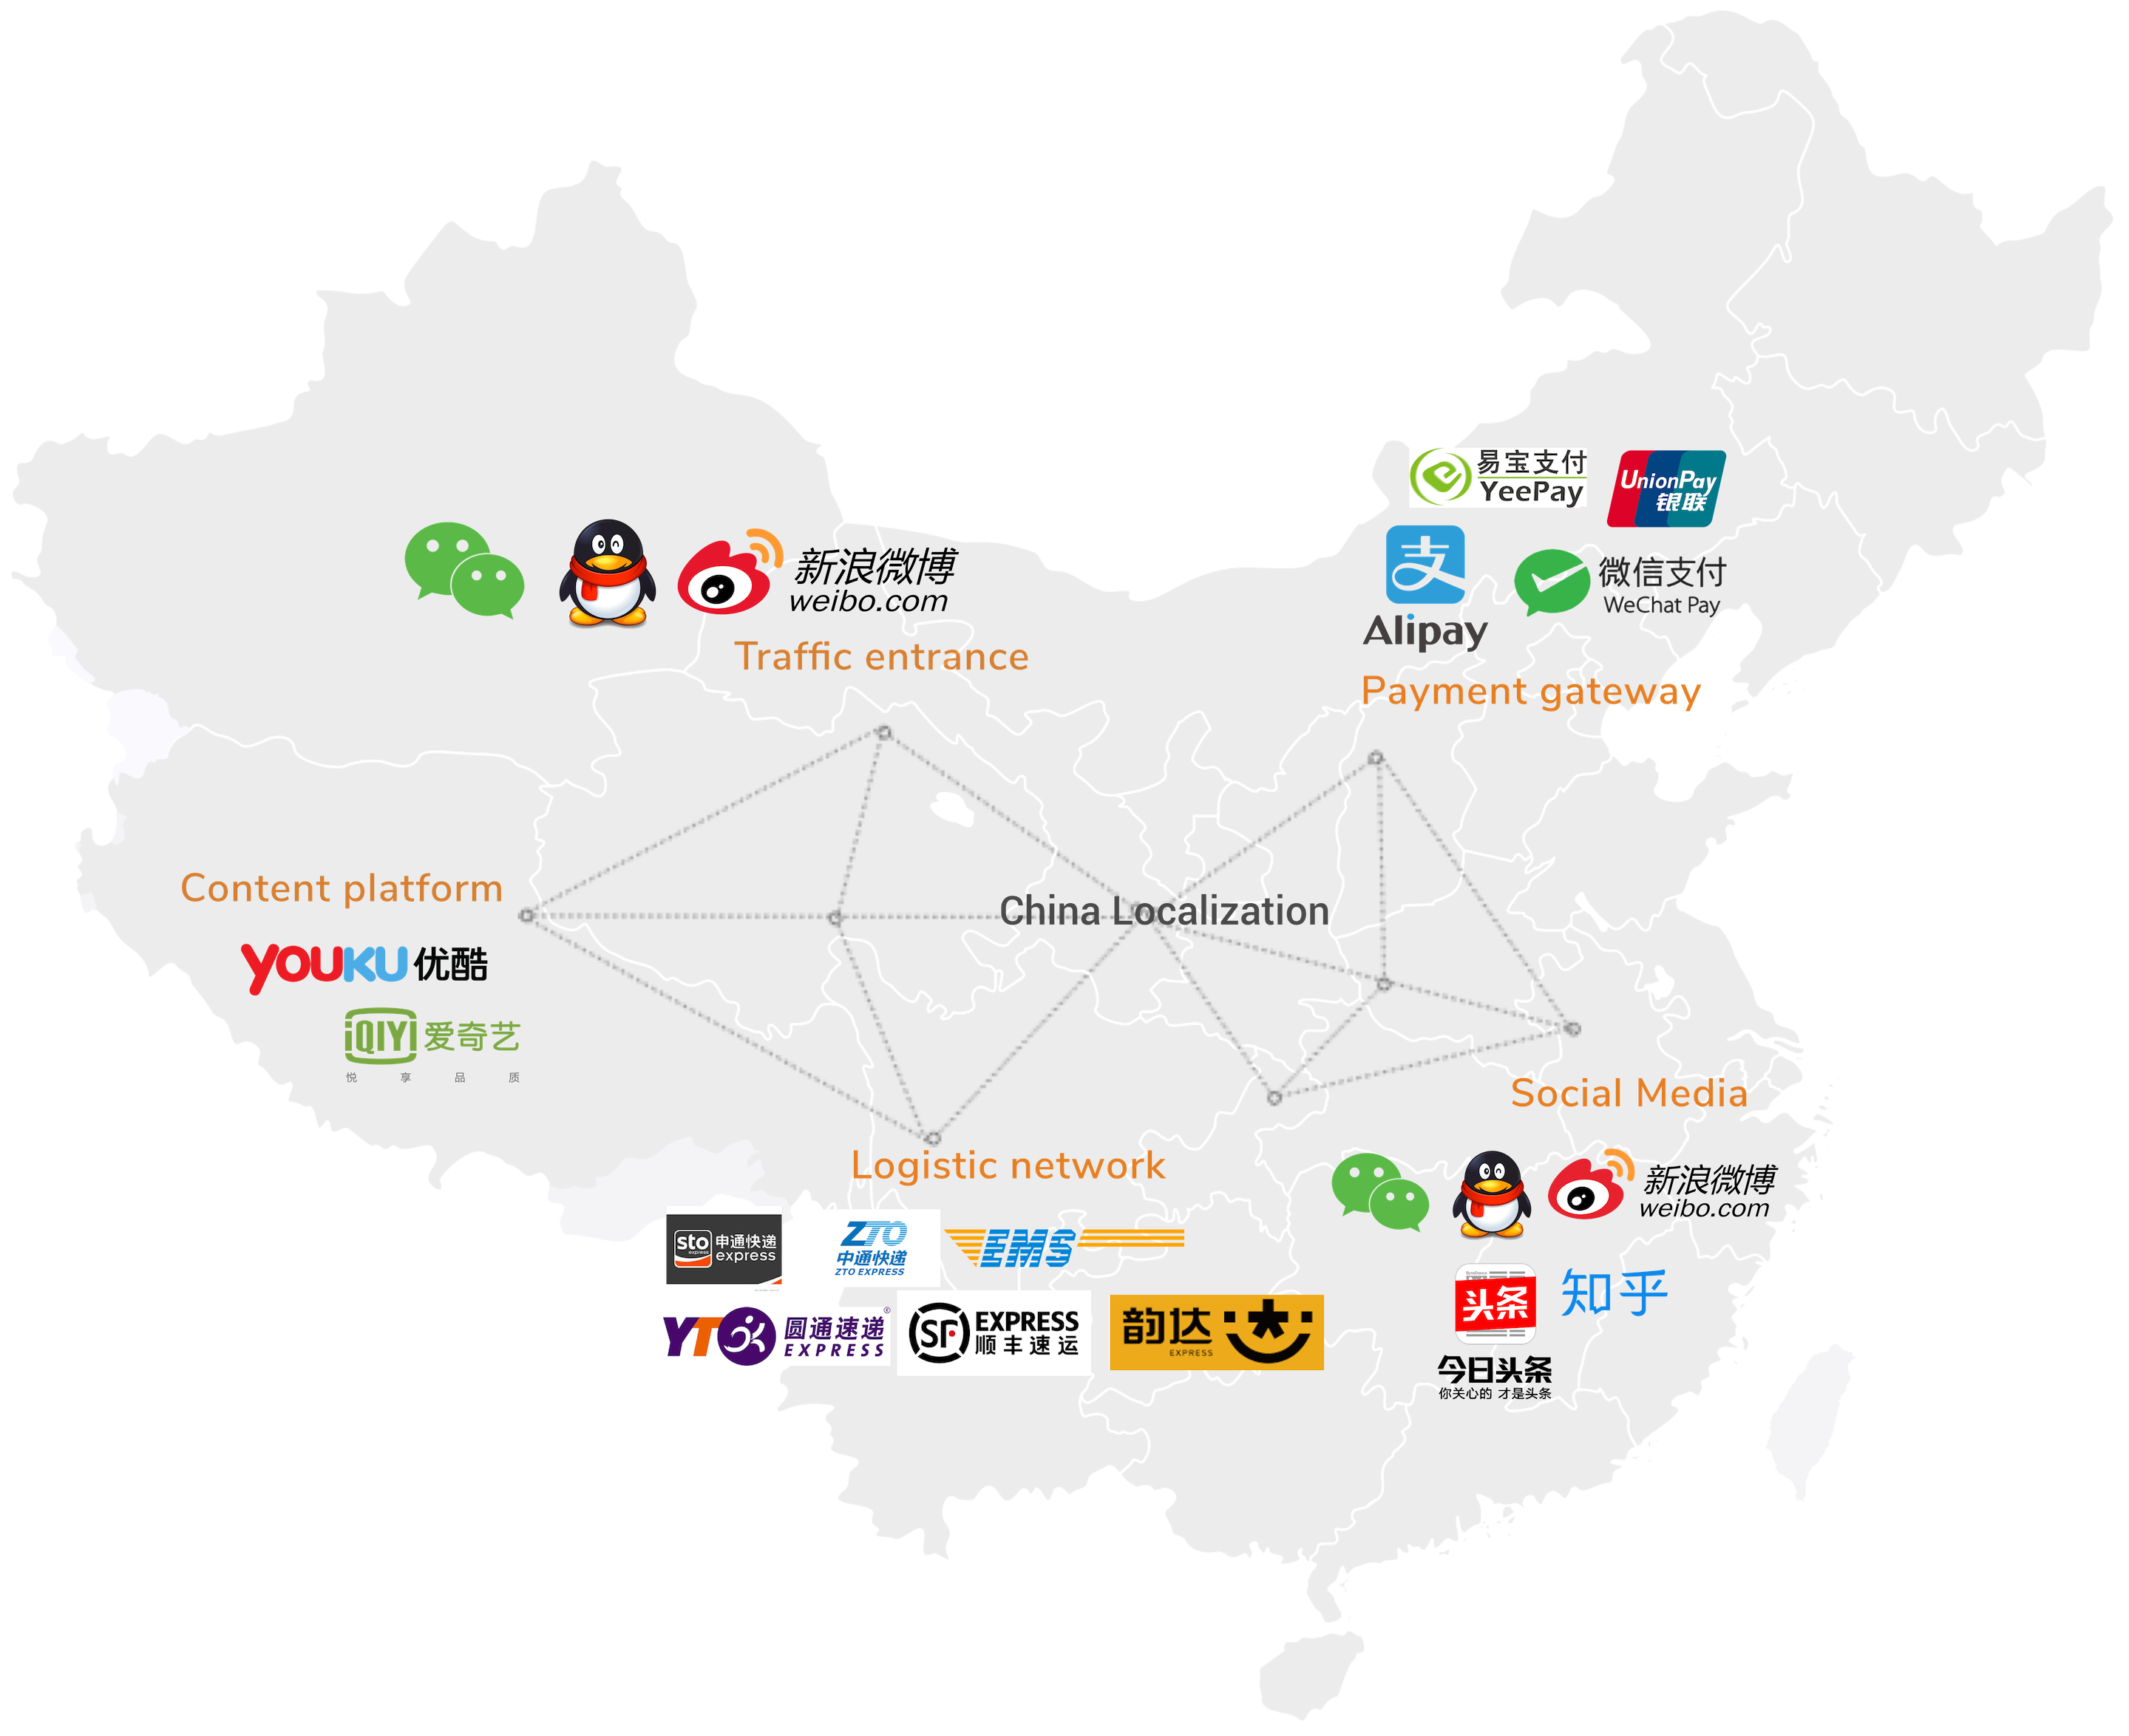 易宝支付
YeePay
UnionPay
银联
支
Alipay
微信支付
WeChat Pay
Payment gateway
新浪微博
weibo.com
Traffic entrance
Content platform
YOUKU 优酷
iQIYI 爱奇艺
悦 享 品 质
China Localization
Social Media
新浪微博
weibo.com
头条
知乎
今日头条
你关心的 才是头条
Logistic network
sto
express
申通快递
express
ZTO
中通快递
ZTO EXPRESS
EMS
YTO
圆通速递
EXPRESS
SF
EXPRESS
顺丰速运
韵达
EXPRESS